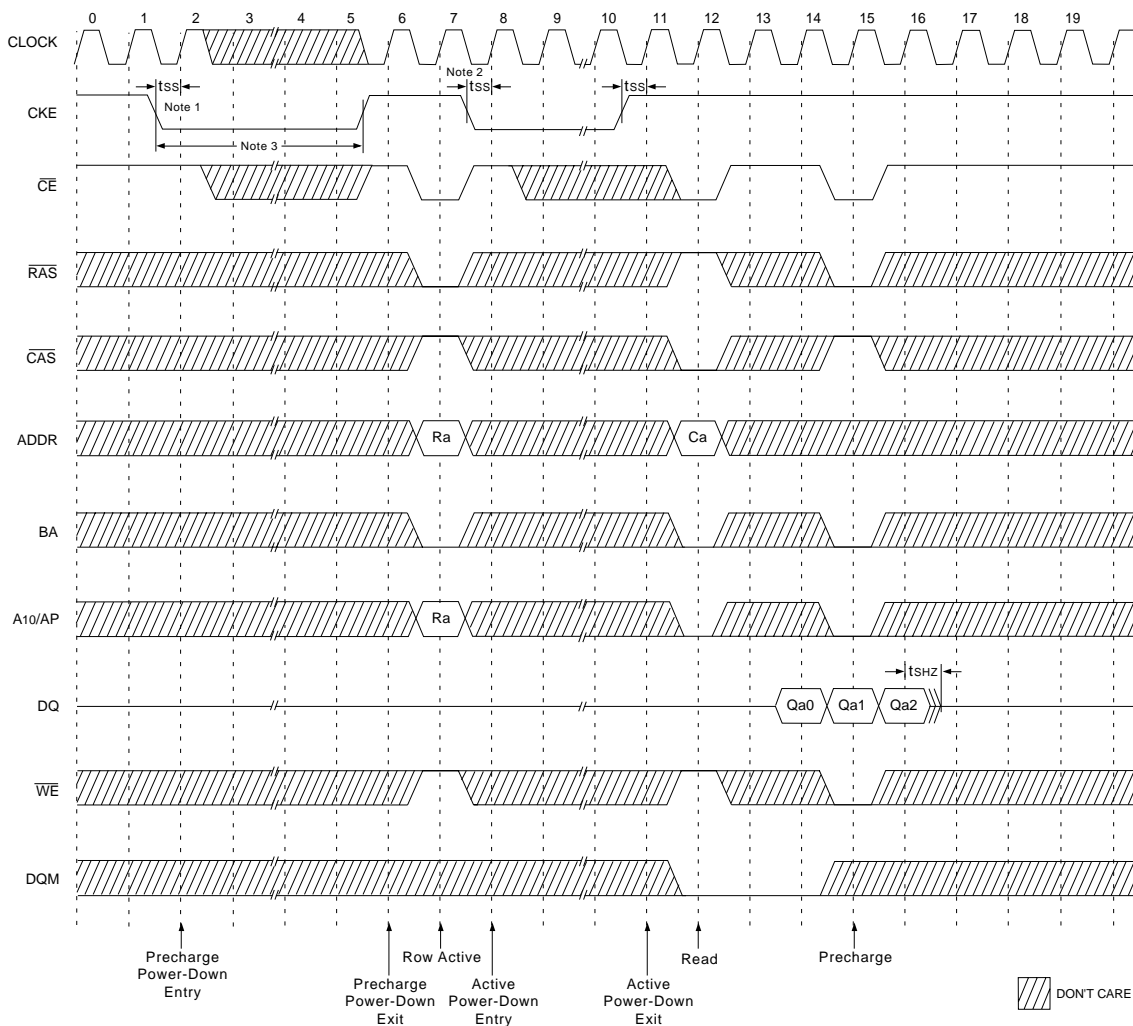 0 1 2 3 4 5 6 7 8 9 10 11 12 13 14 15 16 17 18 19
CLOCK
tSS Note 1
Note 2
tSS
tSS
CKE
Note 3
CE
RAS
CAS
ADDR Ra Ca
BA
A10/AP Ra
tSHZ
DQ Qa0 Qa1 Qa2
WE
DQM
Precharge
Power-Down
Entry
Precharge
Power-Down
Exit
Row Active
Active
Power-Down
Entry
Active
Power-Down
Exit
Read
Precharge
DON'T CARE